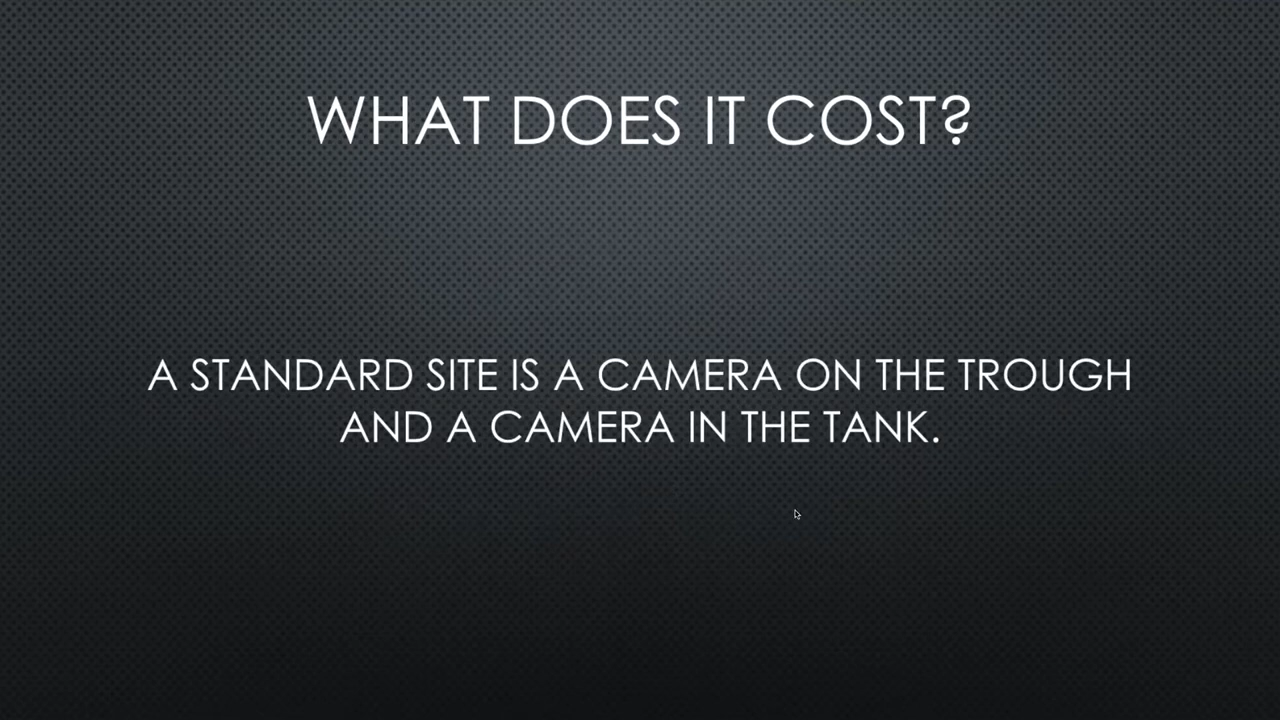 WHAT DOES IT COST?
A STANDARD SITE IS A CAMERA ON THE TROUGH
AND A CAMERA IN THE TANK.